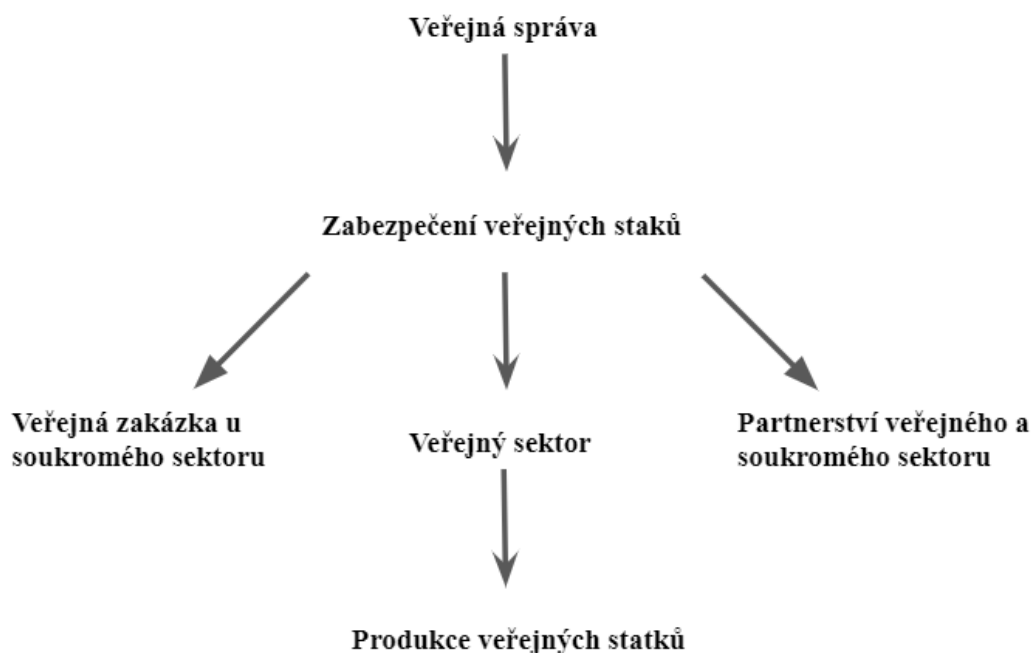 Veřejná správa
Zabezpečení veřejných staků
Veřejná zakázka u
soukromého sektoru
Veřejný sektor
Partnerství veřejného a
soukromého sektoru
Produkce veřejných statků